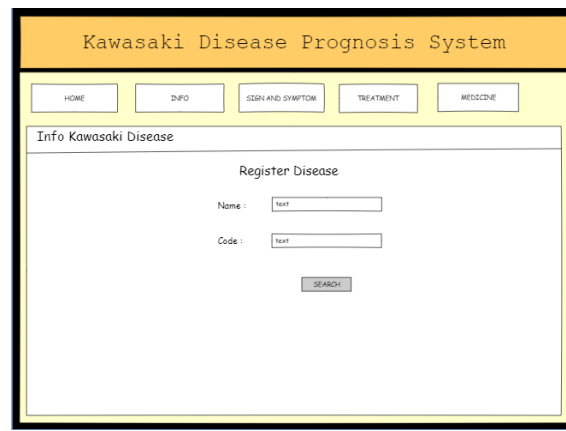 Kawasaki Disease Prognosis System
HOME INFO SIGN AND SYMPTOM TREATMENT MEDICINE
Info Kawasaki Disease
Register Disease
Name : text
Code : text
SEARCH